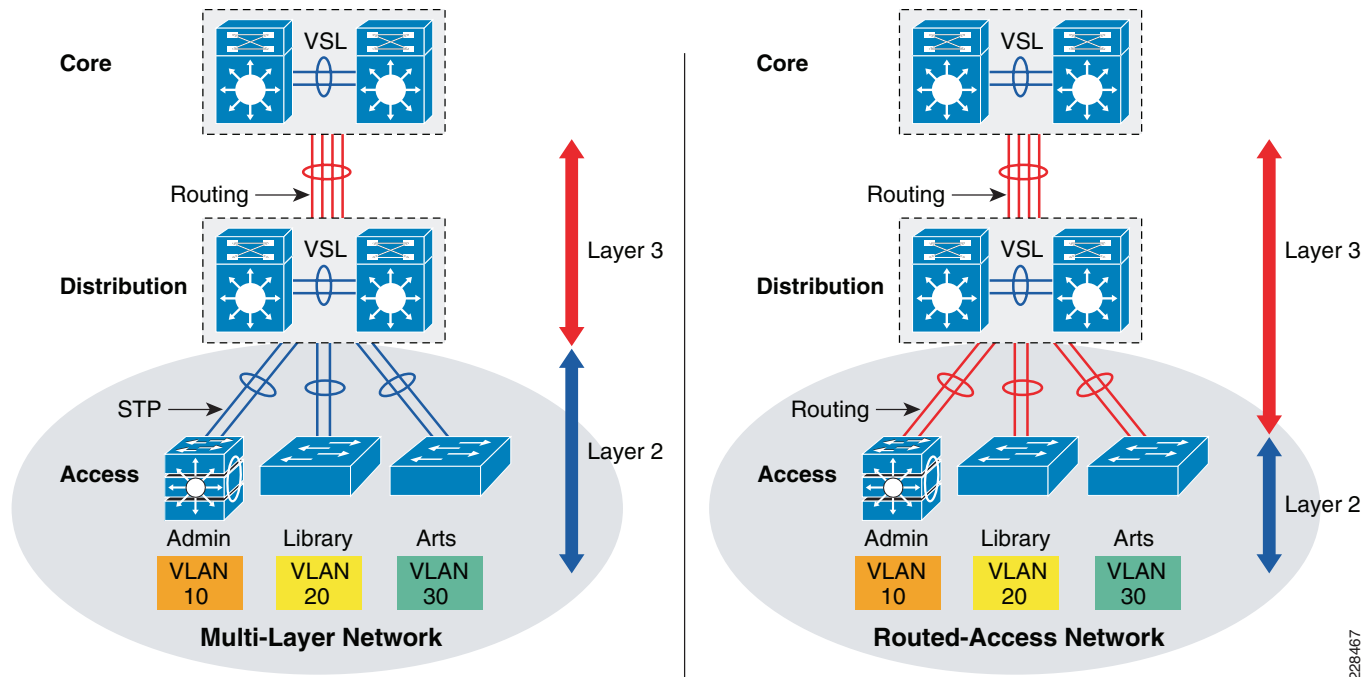 Core
VSL
Routing
Layer 3
VSL
Distribution
STP
Layer 2
Access
Admin
Library
Arts
VLAN
10
VLAN
20
VLAN
30
Multi-Layer Network
Core
VSL
Routing
Layer 3
VSL
Distribution
Routing
Access
Layer 2
Admin
Library
Arts
VLAN
10
VLAN
20
VLAN
30
Routed-Access Network
228467